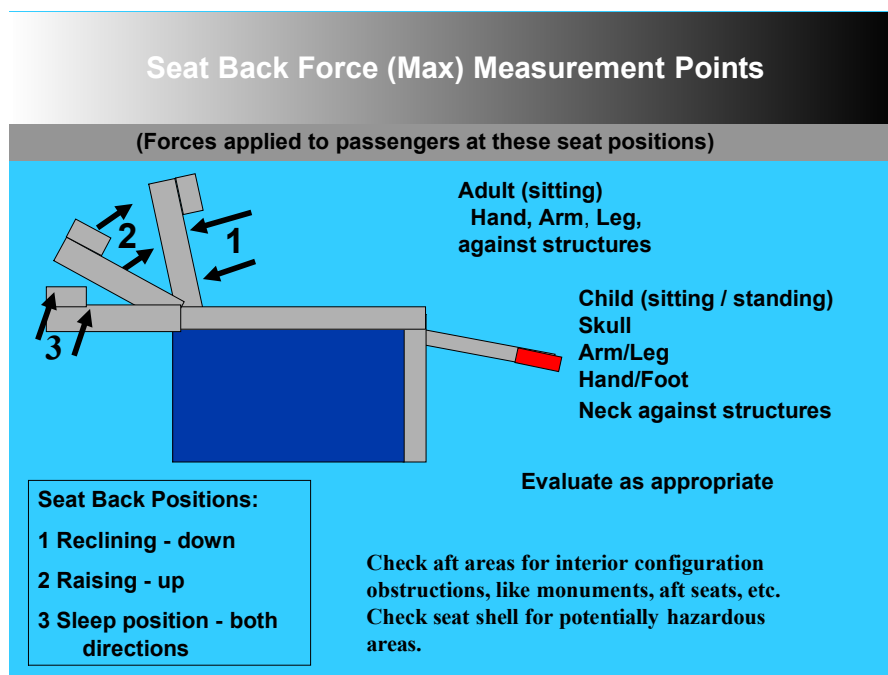 Seat Back Force (Max) Measurement Points
(Forces applied to passengers at these seat positions)
1
2
3
Adult (sitting)
Hand, Arm, Leg,
against structures
Child (sitting / standing)
Skull
Arm/Leg
Hand/Foot
Neck against structures
Evaluate as appropriate
Seat Back Positions:
1 Reclining - down
2 Raising - up
3 Sleep position - both
directions
Check aft areas for interior configuration
obstructions, like monuments, aft seats, etc.
Check seat shell for potentially hazardous
areas.